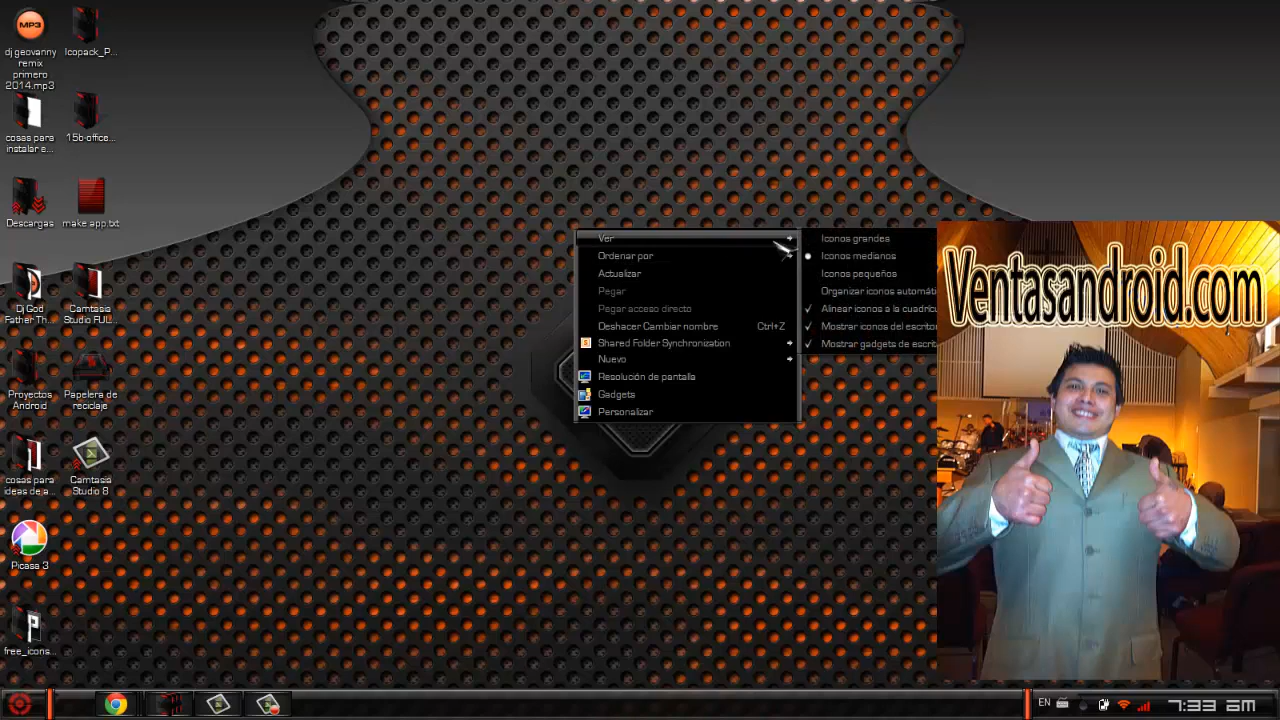 MP3
dj geovanny
remix
primero
2014.mp3
Icopack_P...
cosas para
instalar e...
15b-office...
Descargas
make app.txt
Dj God
Father Th...
Camtasia
Studio FUL...
Proyectos
Android
Papelera de
reciclaje
cosas para
ideas de a...
Camtasia
Studio 8
Picasa 3
free_icons...
Ver
Ordenar por
Actualizar
Pegar
Pegar acceso directo
Deshacer Cambiar nombre Ctrl+Z
Shared Folder Synchronization
Nuevo
Resolución de pantalla
Gadgets
Personalizar
Iconos grandes
Iconos medianos
Iconos pequeños
Organizar iconos automáti
Alinear iconos a la cuadrícu
Mostrar iconos del escritor
Mostrar gadgets de escrit
Ventasandroid.com
EN
7:33 am